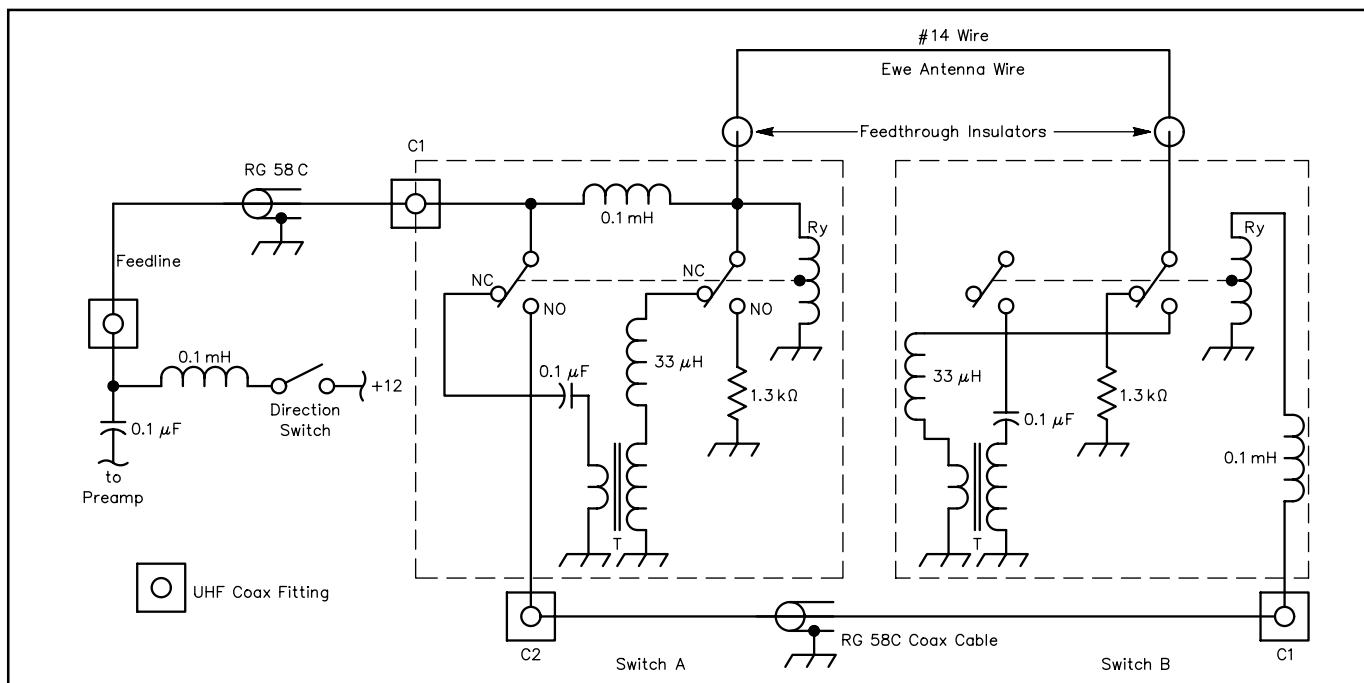 #14 Wire
Ewe Antenna Wire
Feedthrough Insulators
C1
RG 58 C
0.1 mH
Ry
Ry
Feedline
NC
NC
NO
NO
0.1 mH
+12
Direction
Switch
0.1 μF
to
Preamp
0.1 μF
33 μH
1.3 kΩ
T
33 μH
0.1 μF
1.3 kΩ
0.1 mH
T
UHF Coax Fitting
C2
Switch A
RG 58C Coax Cable
Switch B
C1